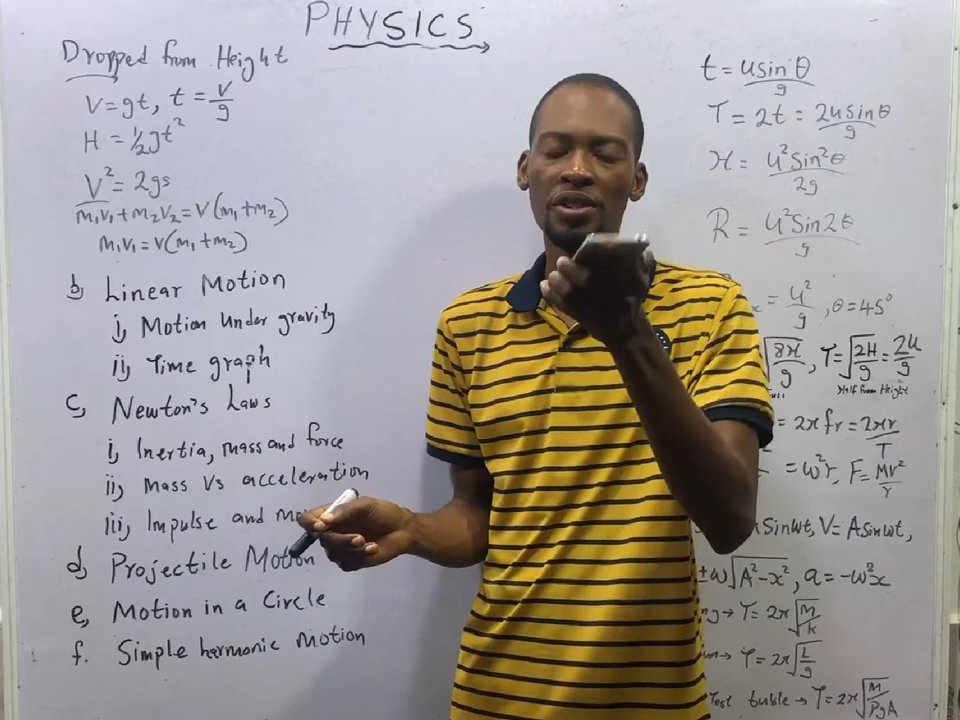 PHYSICS
Dropped from Height
V = gt, t = V/g
H = ½gt²
V² = 2gs
m₁V₁ + m₂V₂ = V(m₁ + m₂)
m₁V₁ = V(m₁ + m₂)
b) Linear Motion
i) Motion under gravity
ii) Time graph
c) Newton's Laws
i) Inertia, mass and force
ii) mass Vs acceleration
iii) Impulse and
d) Projectile Motion
e) Motion in a Circle
f. Simple harmonic motion
t = usinθ/g
T = 2t = 2usinθ/g
H = u²Sin²θ/2g
R = u²Sin2θ/g
= u²/g, θ = 45°
√(8H/g), T = √(2H/g) = 2u/g
Half from Height
= 2πfr = 2πr/T
= ω²r, F = MV²/r
Sinωt, V = Asinωt,
±ω√(A² − x²), a = −ω²x
→ T = 2π√(M/K)
→ T = 2π√(L/g)
Test tubble → T = 2π√(M/PgA)